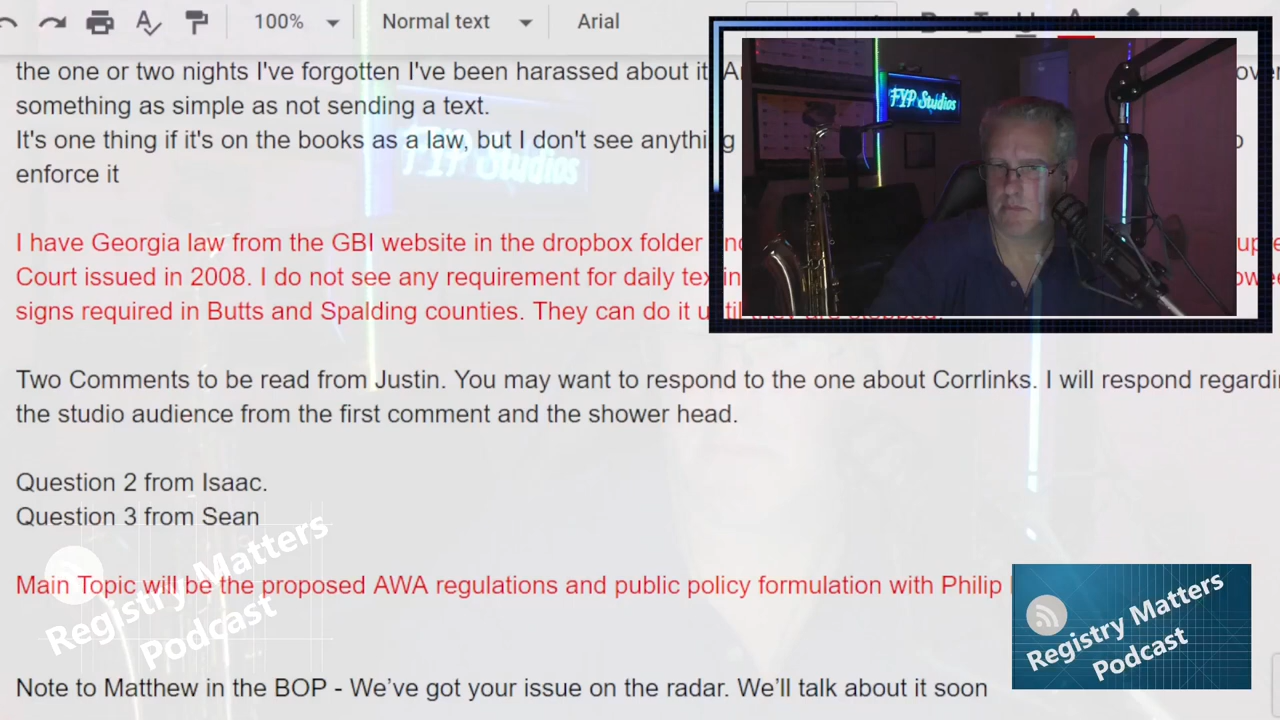 100%
Normal text
Arial
the one or two nights I've forgotten I've been harassed about it
something as simple as not sending a text.
It's one thing if it's on the books as a law, but I don't see anything
enforce it
I have Georgia law from the GBI website in the dropbox folder
Court issued in 2008. I do not see any requirement for daily
signs required in Butts and Spalding counties. They can do it until they are stopped.
FYP Studios
FYP Studios
Two Comments to be read from Justin. You may want to respond to the one about Corrlinks. I will respond
the studio audience from the first comment and the shower head.
Question 2 from Isaac.
Question 3 from Sean
Main Topic will be the proposed AWA regulations and public policy formulation with Philip
Registry Matters
Podcast
Registry Matters
Podcast
Note to Matthew in the BOP - We've got your issue on the radar. We'll talk about it soon